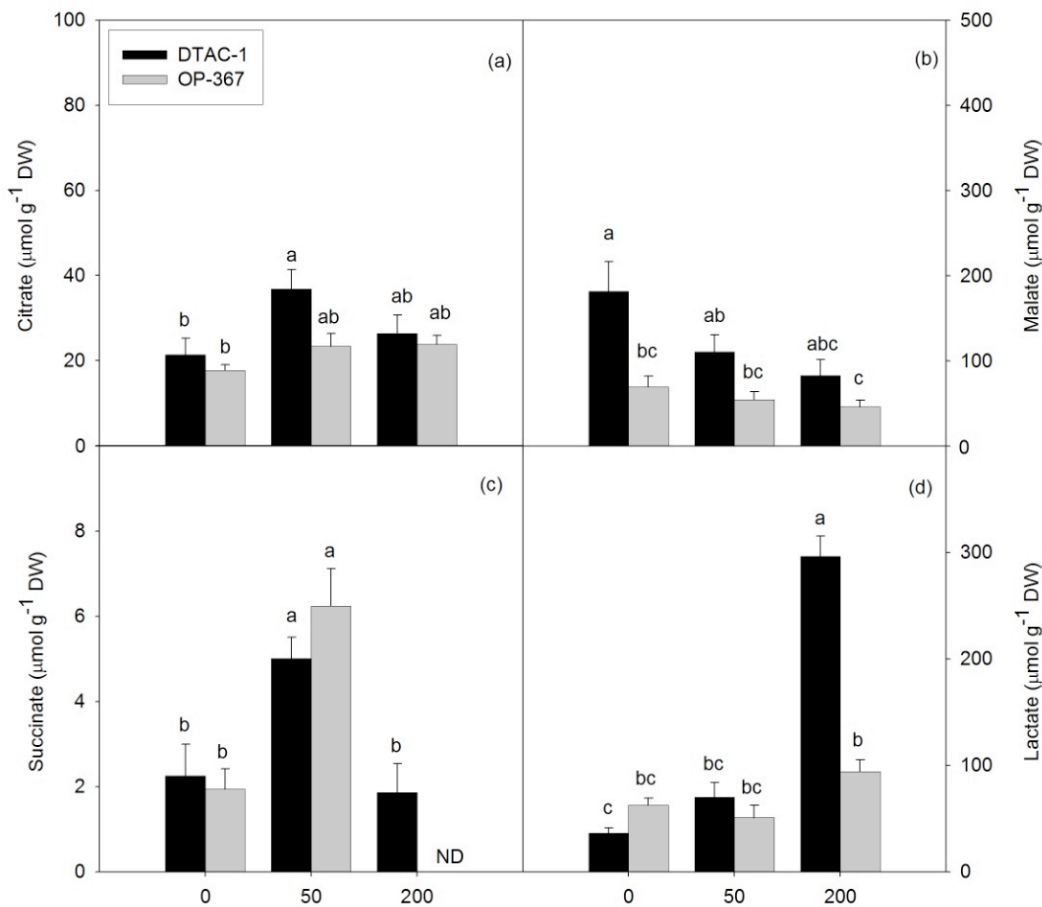 DTAC-1
OP-367
(a)
Citrate (μmol g⁻¹ DW)
100
80
60
40
20
0
b
b
a
ab
ab
ab
(b)
Malate (μmol g⁻¹ DW)
500
400
300
200
100
0
a
bc
ab
bc
abc
c
(c)
Succinate (μmol g⁻¹ DW)
8
6
4
2
0
b
b
a
a
b
ND
0 50 200
(d)
Lactate (μmol g⁻¹ DW)
300
200
100
0
c
bc
bc
bc
a
b
0 50 200